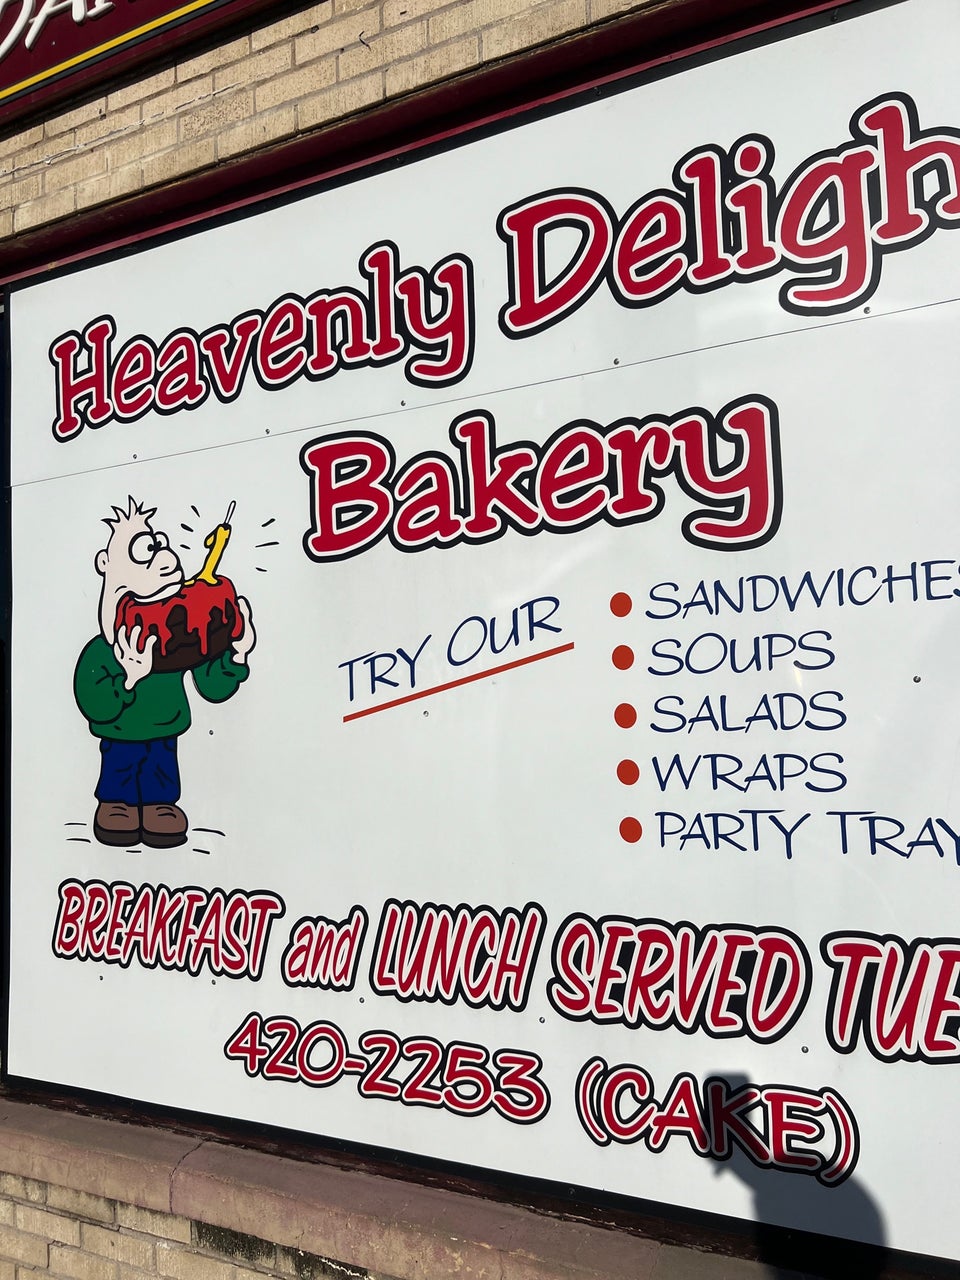 Heavenly Deligh
Bakery
TRY OUR
SANDWICHES
SOUPS
SALADS
WRAPS
PARTY TRAY
BREAKFAST and LUNCH SERVED TUE
420-2253 (CAKE)